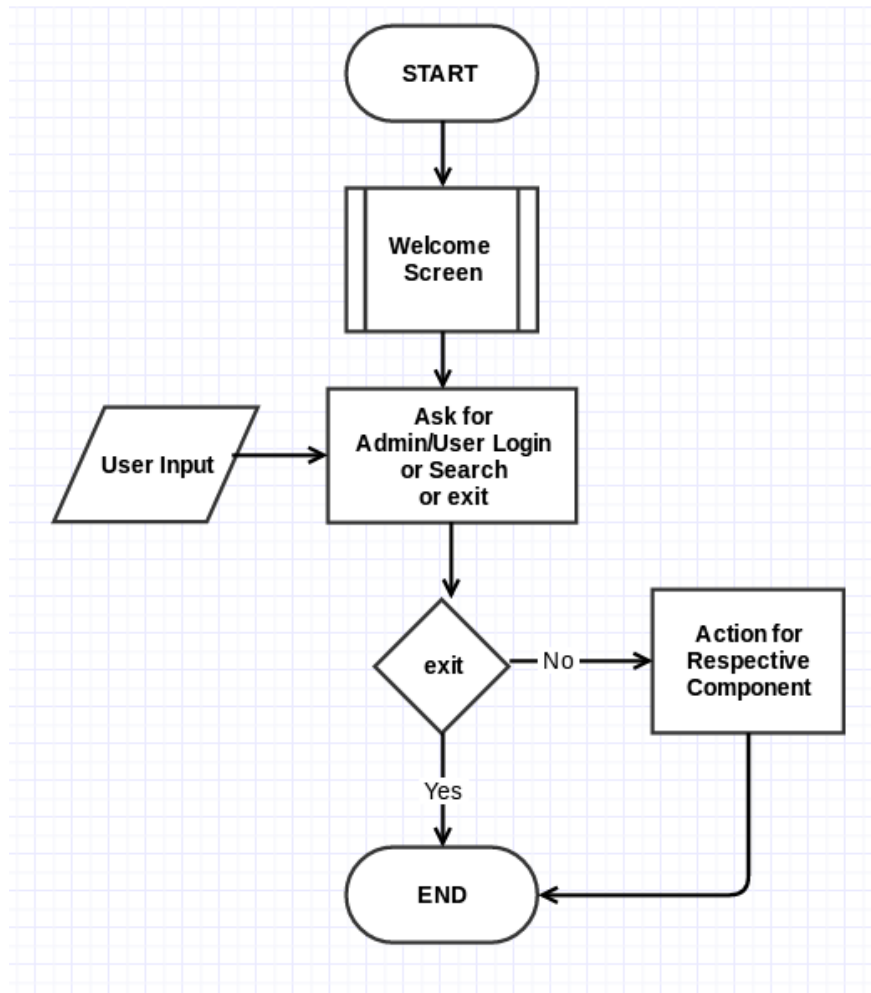 START
Welcome
Screen
Ask for
Admin/User Login
or Search
or exit
User Input
exit
No
Action for
Respective
Component
Yes
END